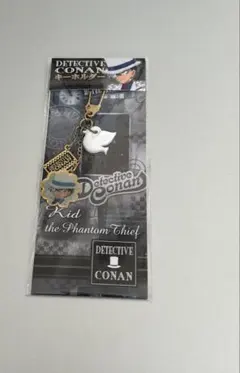 DETECTIVE
CONAN
キーホルダー
Detective
Conan
Kid
the Phantom Thief
DETECTIVE
CONAN